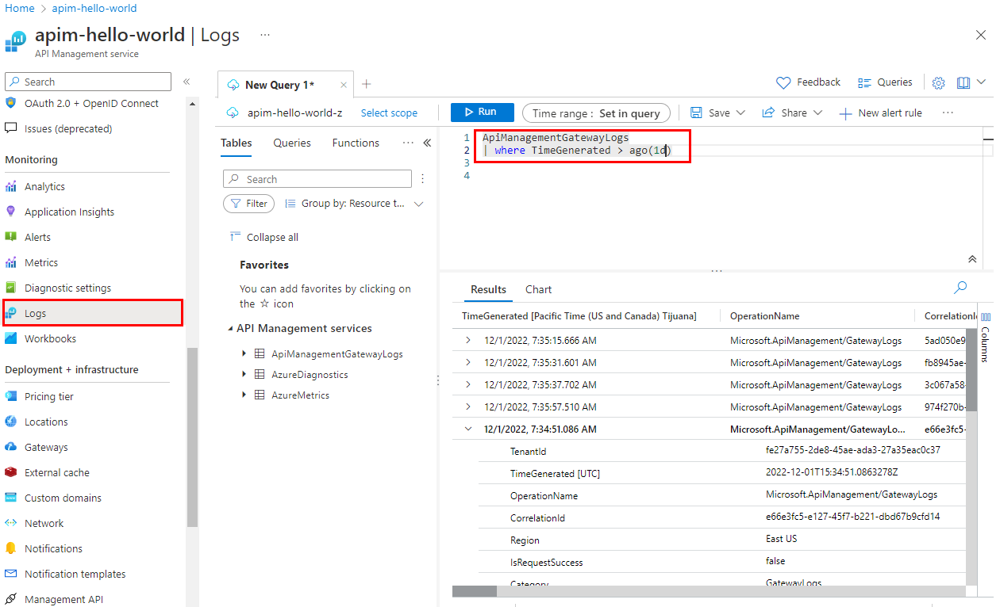 Home > apim-hello-world
apim-hello-world | Logs ...
API Management service
Search
OAuth 2.0 + OpenID Connect
Issues (deprecated)
Monitoring
Analytics
Application Insights
Alerts
Metrics
Diagnostic settings
Logs
Workbooks
Deployment + infrastructure
Pricing tier
Locations
Gateways
External cache
Custom domains
Network
Notifications
Notification templates
Management API
New Query 1*
Feedback
Queries
apim-hello-world-z Select scope
Run
Time range : Set in query
Save
Share
New alert rule
Tables Queries Functions
Search
Filter
Group by: Resource t...
Collapse all
Favorites
You can add favorites by clicking on
the ☆ icon
API Management services
ApiManagementGatewayLogs
AzureDiagnostics
AzureMetrics
1 ApiManagementGatewayLogs
2 | where TimeGenerated > ago(1d)
3
4
Results Chart
TimeGenerated [Pacific Time (US and Canada) Tijuana] OperationName CorrelationId
12/1/2022, 7:35:15.666 AM Microsoft.ApiManagement/GatewayLogs 5ad050e9
12/1/2022, 7:35:31.601 AM Microsoft.ApiManagement/GatewayLogs fb8945ae-
12/1/2022, 7:35:37.702 AM Microsoft.ApiManagement/GatewayLogs 3c067a58-
12/1/2022, 7:35:57.510 AM Microsoft.ApiManagement/GatewayLogs 974f270b-
12/1/2022, 7:34:51.086 AM Microsoft.ApiManagement/GatewayLo... e66e3fc5-
TenantId fe27a755-2de8-45ae-ada3-27a35eac0c37
TimeGenerated [UTC] 2022-12-01T15:34:51.0863278Z
OperationName Microsoft.ApiManagement/GatewayLogs
CorrelationId e66e3fc5-e127-45f7-b221-dbd67b9cfd14
Region East US
IsRequestSuccess false
Category GatewayLogs
Columns